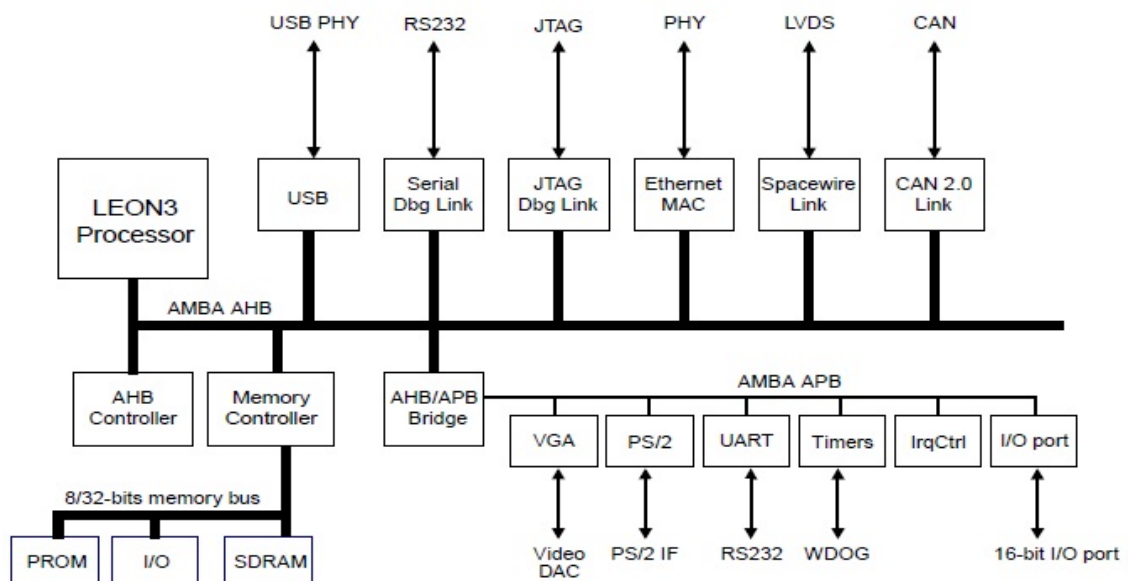 USB PHY
RS232
JTAG
PHY
LVDS
CAN
LEON3
Processor
USB
Serial
Dbg Link
JTAG
Dbg Link
Ethernet
MAC
Spacewire
Link
CAN 2.0
Link
AMBA AHB
AHB
Controller
Memory
Controller
AHB/APB
Bridge
AMBA APB
VGA
PS/2
UART
Timers
IrqCtrl
I/O port
8/32-bits memory bus
PROM
I/O
SDRAM
Video
DAC
PS/2 IF
RS232
WDOG
16-bit I/O port